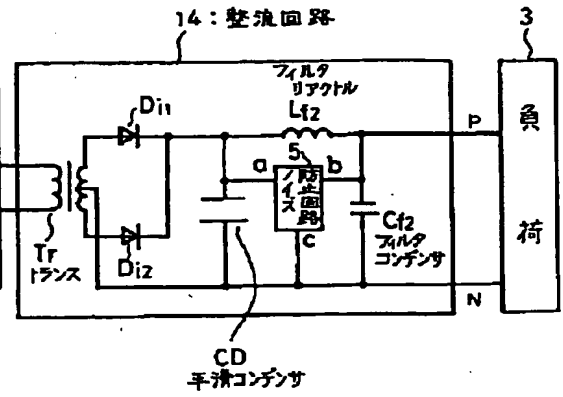 14:整流回路
3
フィルタ
リアクトル
Lf2
Di1
P
5
a
b
ノイズ
防止回路
c
負荷
Cf2
フィルタ
コンデンサ
Tr
トランス
Di2
N
CD
平滑コンデンサ